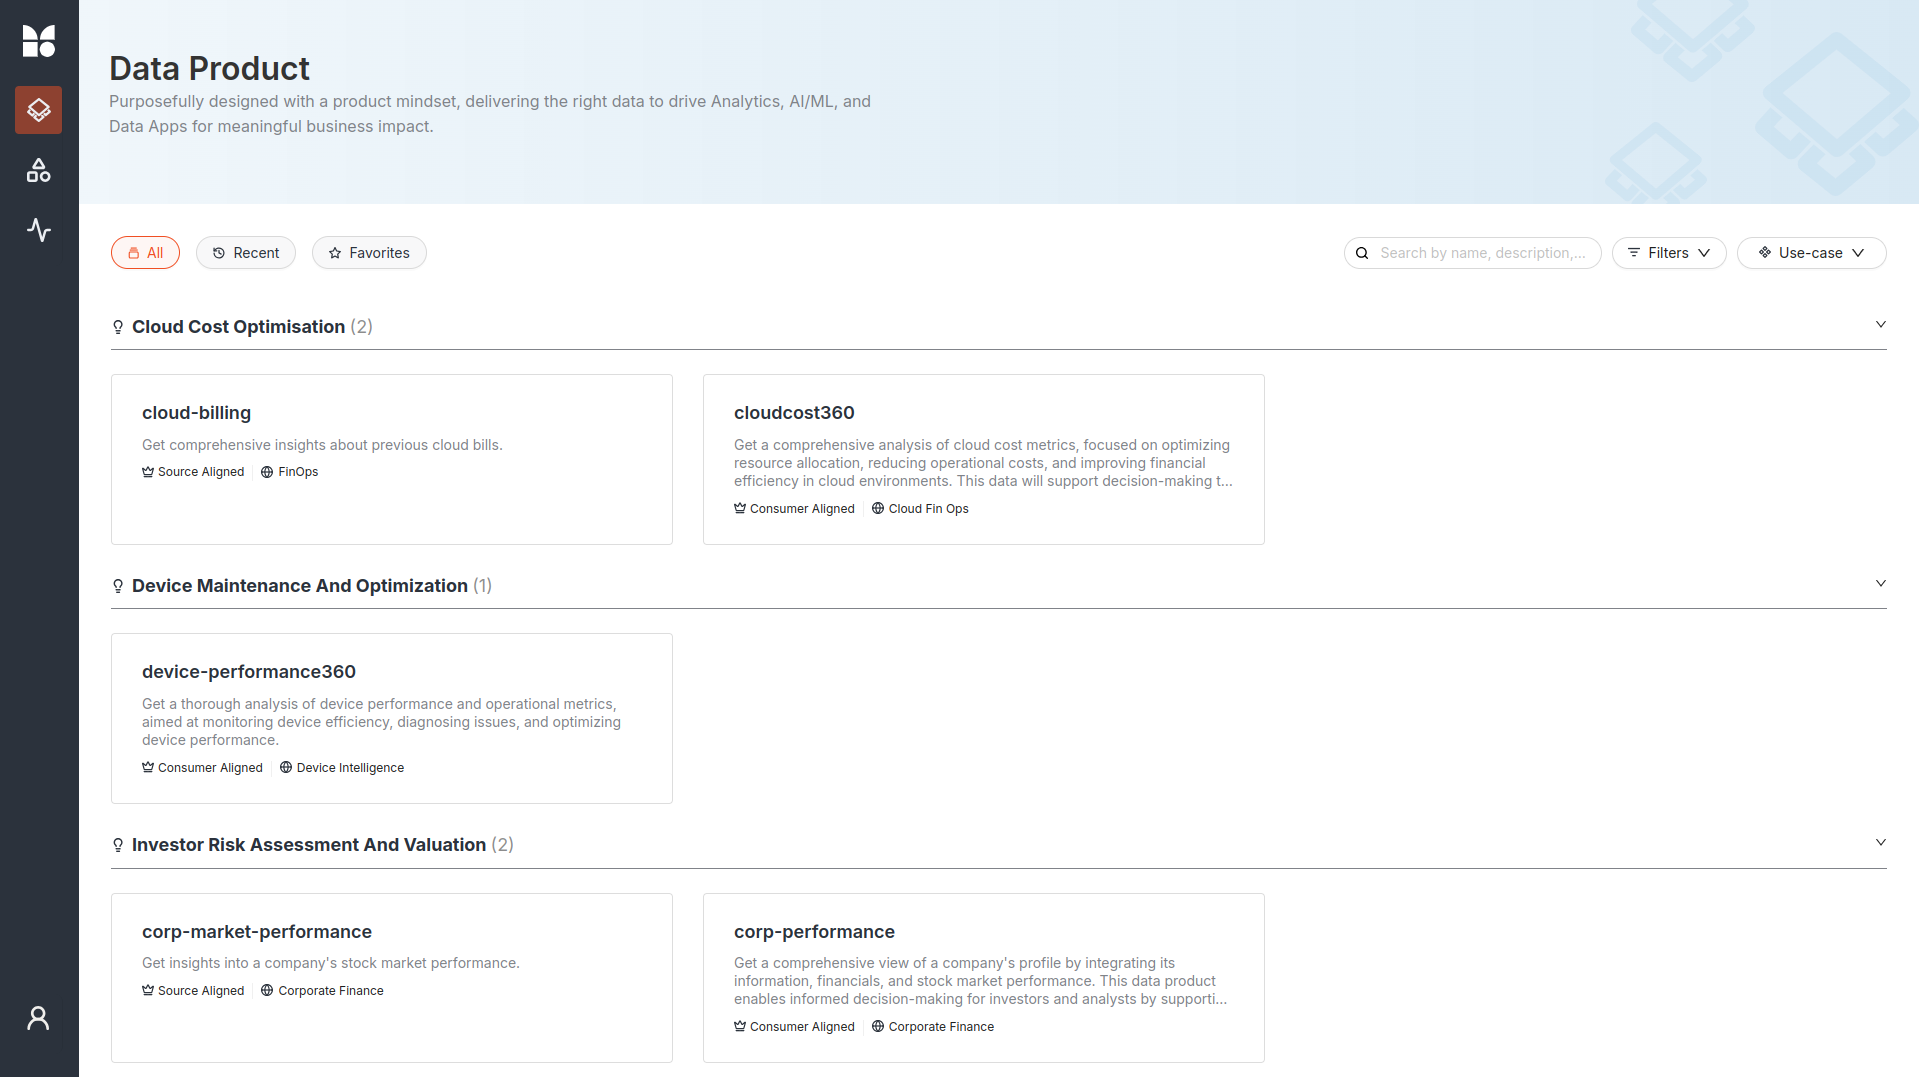 Data Product
Purposefully designed with a product mindset, delivering the right data to drive Analytics, AI/ML, and
Data Apps for meaningful business impact.
All
Recent
Favorites
Search by name, description,...
Filters
Use-case
Cloud Cost Optimisation (2)
cloud-billing
Get comprehensive insights about previous cloud bills.
Source Aligned
FinOps
cloudcost360
Get a comprehensive analysis of cloud cost metrics, focused on optimizing
resource allocation, reducing operational costs, and improving financial
efficiency in cloud environments. This data will support decision-making t...
Consumer Aligned
Cloud Fin Ops
Device Maintenance And Optimization (1)
device-performance360
Get a thorough analysis of device performance and operational metrics,
aimed at monitoring device efficiency, diagnosing issues, and optimizing
device performance.
Consumer Aligned
Device Intelligence
Investor Risk Assessment And Valuation (2)
corp-market-performance
Get insights into a company's stock market performance.
Source Aligned
Corporate Finance
corp-performance
Get a comprehensive view of a company's profile by integrating its
information, financials, and stock market performance. This data product
enables informed decision-making for investors and analysts by supporti...
Consumer Aligned
Corporate Finance